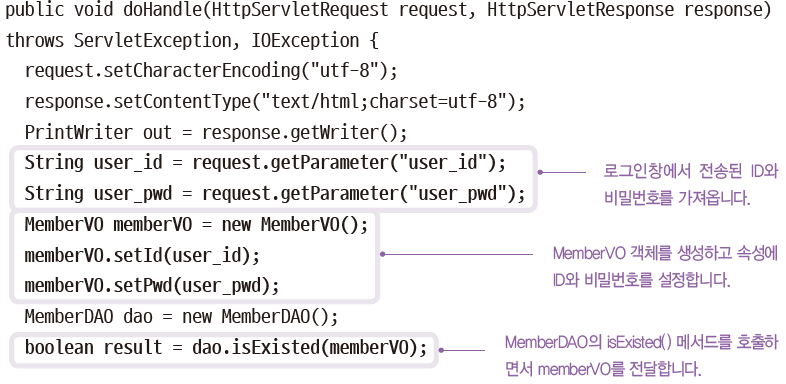 public void doHandle(HttpServletRequest request, HttpServletResponse response)
throws ServletException, IOException {
request.setCharacterEncoding("utf-8");
response.setContentType("text/html;charset=utf-8");
PrintWriter out = response.getWriter();
String user_id = request.getParameter("user_id");
String user_pwd = request.getParameter("user_pwd");
로그인창에서 전송된 ID와
비밀번호를 가져옵니다.
MemberVO memberVO = new MemberVO();
memberVO.setId(user_id);
memberVO.setPwd(user_pwd);
MemberVO 객체를 생성하고 속성에
ID와 비밀번호를 설정합니다.
MemberDAO dao = new MemberDAO();
boolean result = dao.isExisted(memberVO);
MemberDAO의 isExisted() 메서드를 호출하
면서 memberVO를 전달합니다.